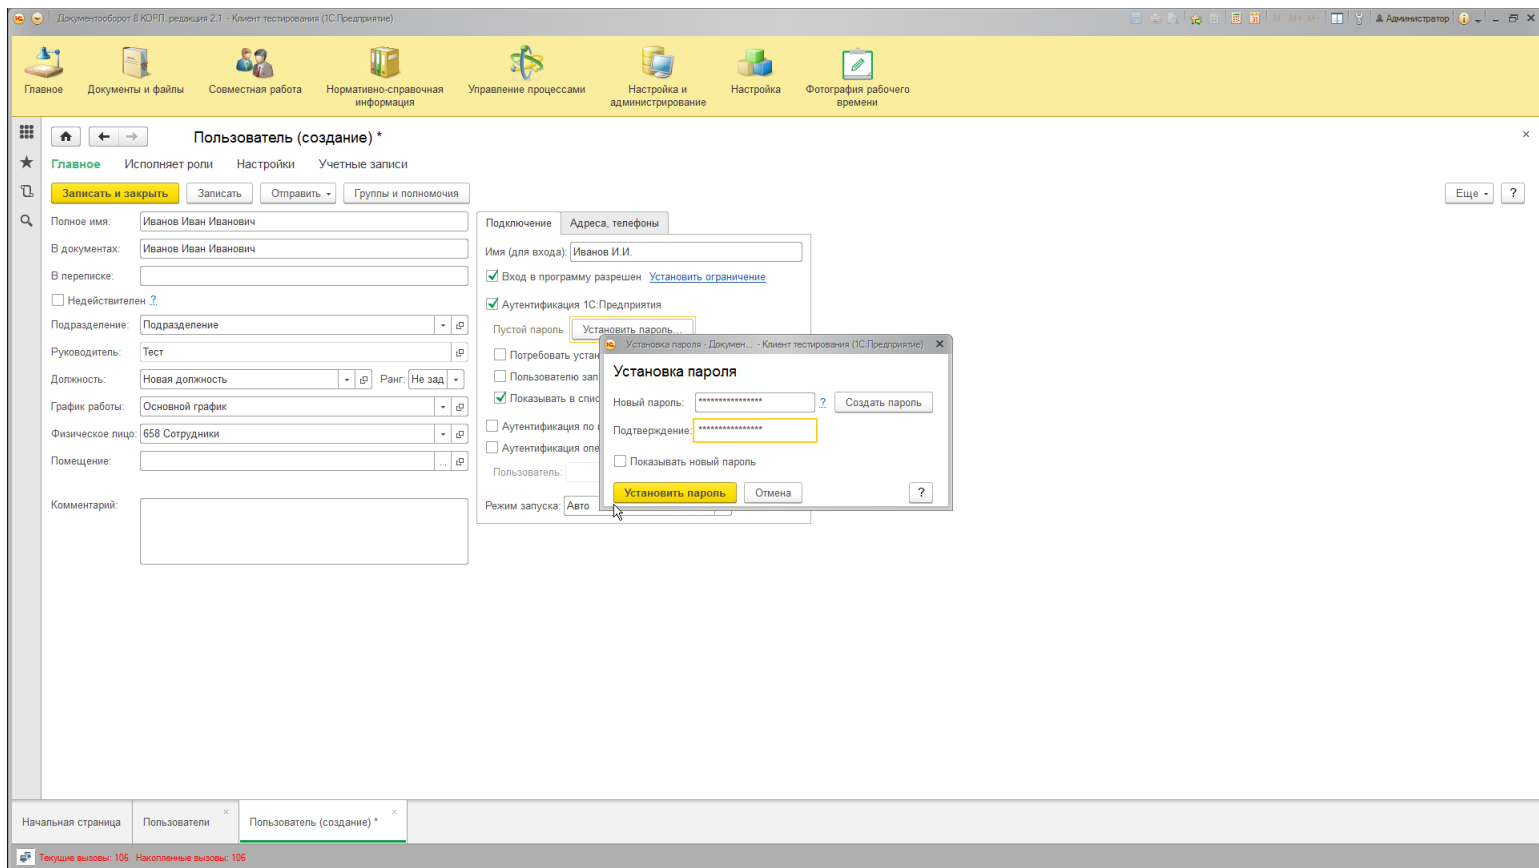 Документооборот 8 КОРП, редакция 2.1 - Клиент тестирования (1С:Предприятие)
M M+ M- Администратор
Главное
Документы и файлы
Совместная работа
Нормативно-справочная информация
Управление процессами
Настройка и администрирование
Настройка
Фотография рабочего времени
Пользователь (создание) *
Главное Исполняет роли Настройки Учетные записи
Записать и закрыть Записать Отправить Группы и полномочия Еще ?
Полное имя: Иванов Иван Иванович
В документах: Иванов Иван Иванович
В переписке:
Недействителен ?
Подразделение: Подразделение
Руководитель: Тест
Должность: Новая должность Ранг: Не зад
График работы: Основной график
Физическое лицо: 658 Сотрудники
Помещение: ...
Комментарий:
Подключение Адреса, телефоны
Имя (для входа): Иванов И.И.
Вход в программу разрешен Установить ограничение
Аутентификация 1С:Предприятия
Пустой пароль Установить пароль...
Потребовать устан
Пользователю зап
Показывать в спис
Аутентификация по
Аутентификация опе
Пользователь:
Режим запуска: Авто
Установка пароля - Докумен... - Клиент тестирования (1С:Предприятие)
Установка пароля
Новый пароль: **************** ? Создать пароль
Подтверждение: ****************
Показывать новый пароль
Установить пароль Отмена ?
Начальная страница Пользователи Пользователь (создание) *
Текущие вызовы: 106 Накопленные вызовы: 106